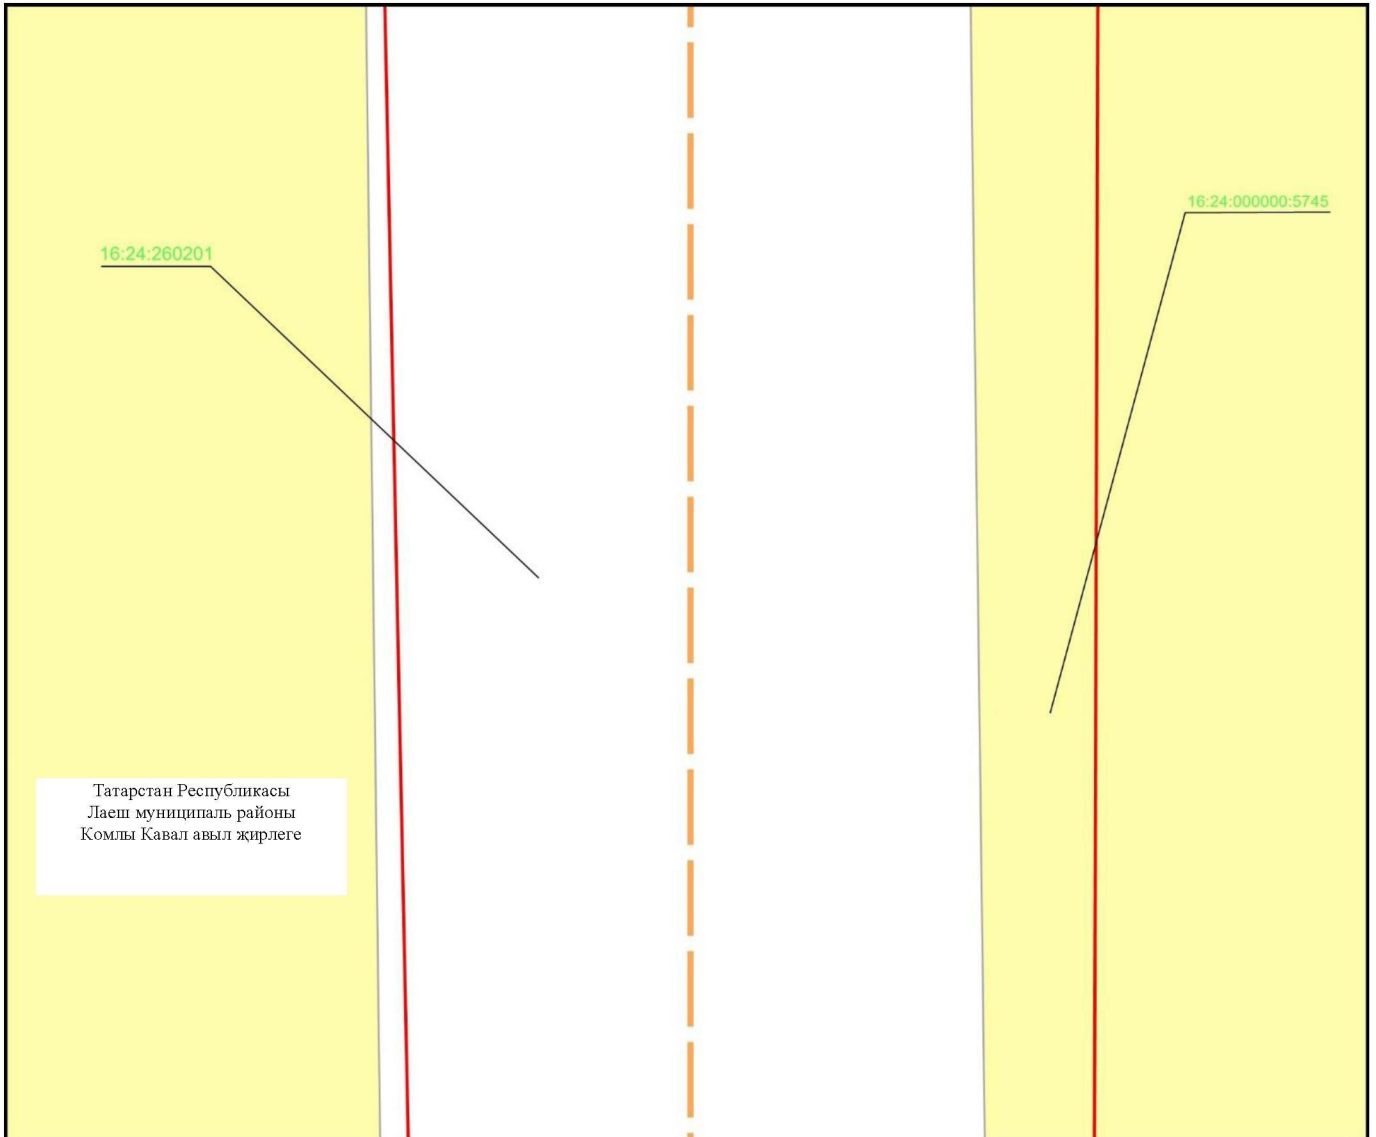 16:24:000000:5745
16:24:260201
Татарстан Республикасы
Лаеш муниципаль районы
Комлы Кавал авыл җирлеге